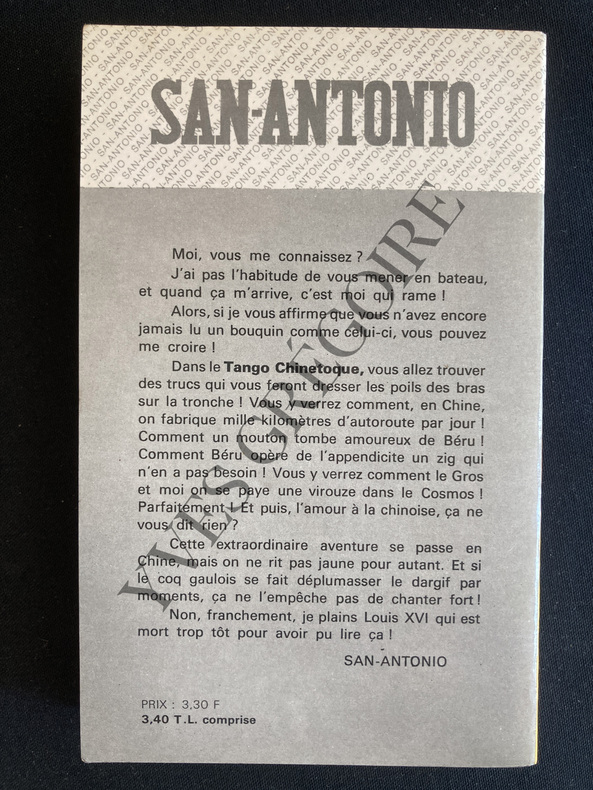 SAN-ANTONIO
Moi, vous me connaissez ?
J'ai pas l'habitude de vous mener en bateau,
et quand ça m'arrive, c'est moi qui rame !
Alors, si je vous affirme que vous n'avez encore
jamais lu un bouquin comme celui-ci, vous pouvez
me croire !
Dans le Tango Chinetoque, vous allez trouver
des trucs qui vous feront dresser les poils des bras
sur la tronche ! Vous y verrez comment, en Chine,
on fabrique mille kilomètres d'autoroute par jour !
Comment un mouton tombe amoureux de Béru !
Comment Béru opère de l'appendicite un zig qui
n'en a pas besoin ! Vous y verrez comment le Gros
et moi on se paye une virouze dans le Cosmos !
Parfaitement ! Et puis, l'amour à la chinoise, ça ne
vous dit rien ?
Cette extraordinaire aventure se passe en
Chine, mais on ne rit pas jaune pour autant. Et si
le coq gaulois se fait déplumasser le dargif par
moments, ça ne l'empêche pas de chanter fort !
Non, franchement, je plains Louis XVI qui est
mort trop tôt pour avoir pu lire ça !
SAN-ANTONIO
PRIX : 3,30 F
3,40 T.L. comprise
YVES GRÉGOIRE